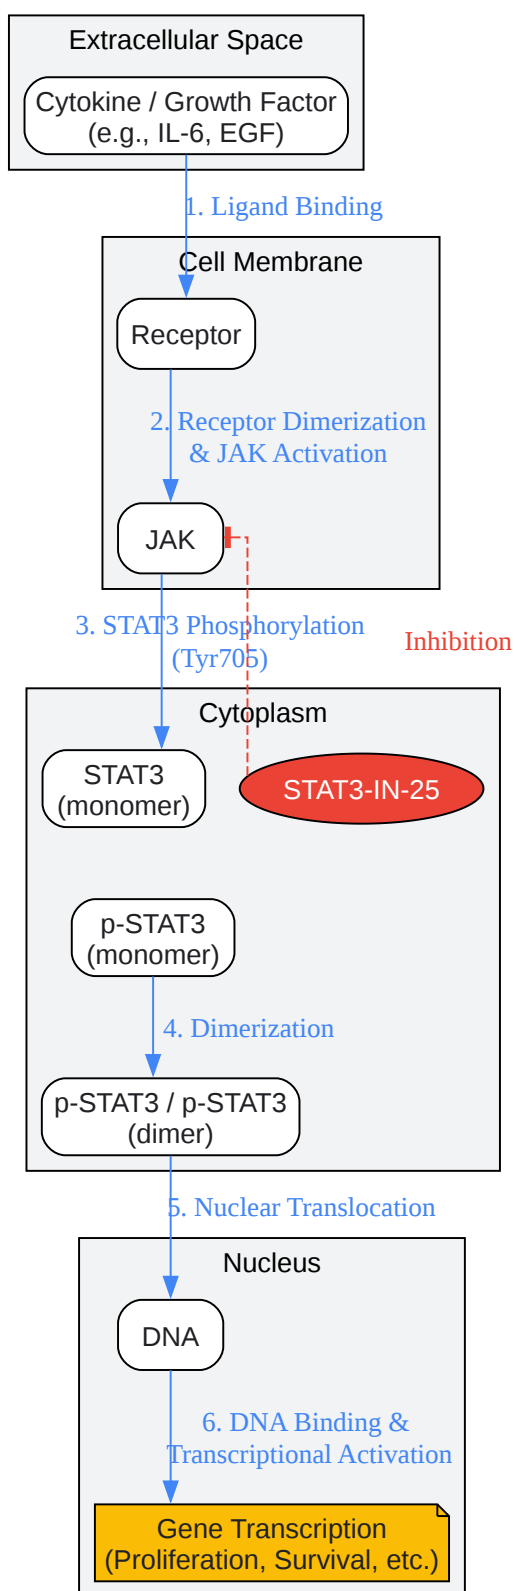 Extracellular Space
Cytokine / Growth Factor
(e.g., IL-6, EGF)
1. Ligand Binding
Cell Membrane
Receptor
2. Receptor Dimerization
& JAK Activation
JAK
3. STAT3 Phosphorylation
(Tyr705)
Inhibition
Cytoplasm
STAT3
(monomer)
STAT3-IN-25
p-STAT3
(monomer)
4. Dimerization
p-STAT3 / p-STAT3
(dimer)
5. Nuclear Translocation
Nucleus
DNA
6. DNA Binding &
Transcriptional Activation
Gene Transcription
(Proliferation, Survival, etc.)